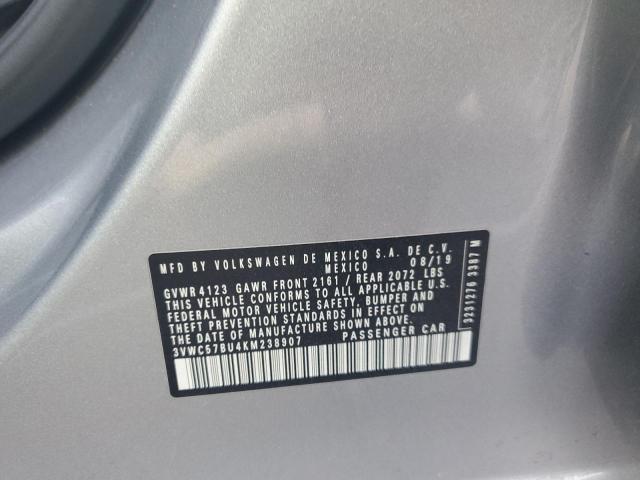 MFD BY VOLKSWAGEN DE MEXICO S.A. DE C.V.
MEXICO 08/19
GVWR 4123 GAWR FRONT 2161 / REAR 2072 LBS
THIS VEHICLE CONFORMS TO ALL APPLICABLE U.S.
FEDERAL MOTOR VEHICLE SAFETY, BUMPER AND
THEFT PREVENTION STANDARDS IN EFFECT ON
THE DATE OF MANUFACTURE SHOWN ABOVE.
3VWC57BU4KM238907 PASSENGER CAR
3231276 3387 M